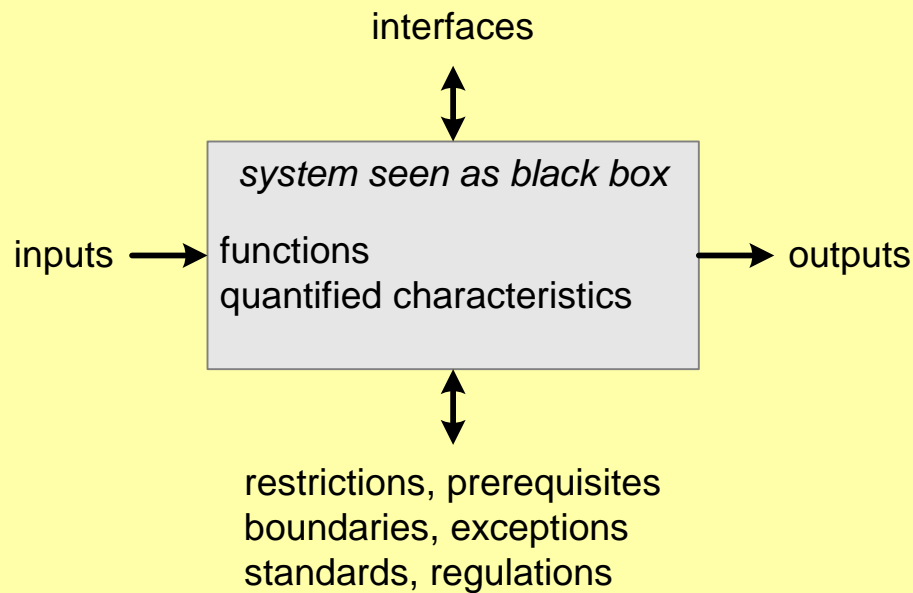 interfaces
system seen as black box
inputs
functions
quantified characteristics
outputs
restrictions, prerequisites
boundaries, exceptions
standards, regulations